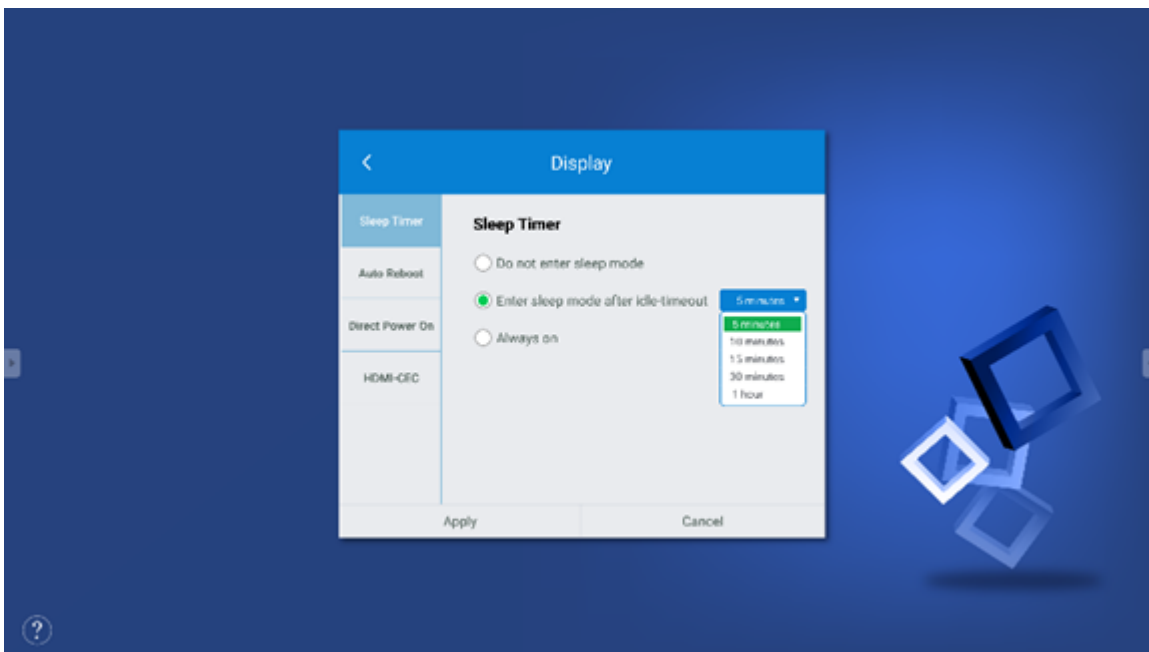 Display
Sleep Timer
Auto Reboot
Direct Power On
HDMI-CEC
Sleep Timer
Do not enter sleep mode
Enter sleep mode after idle-timeout
5 minutes
Always on
5 minutes
10 minutes
15 minutes
30 minutes
1 hour
Apply
Cancel
?